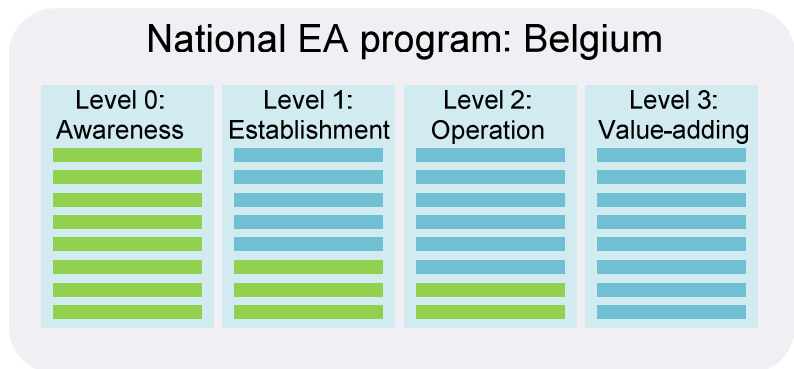 National EA program: Belgium
Level 0:
Awareness
Level 1:
Establishment
Level 2:
Operation
Level 3:
Value-adding